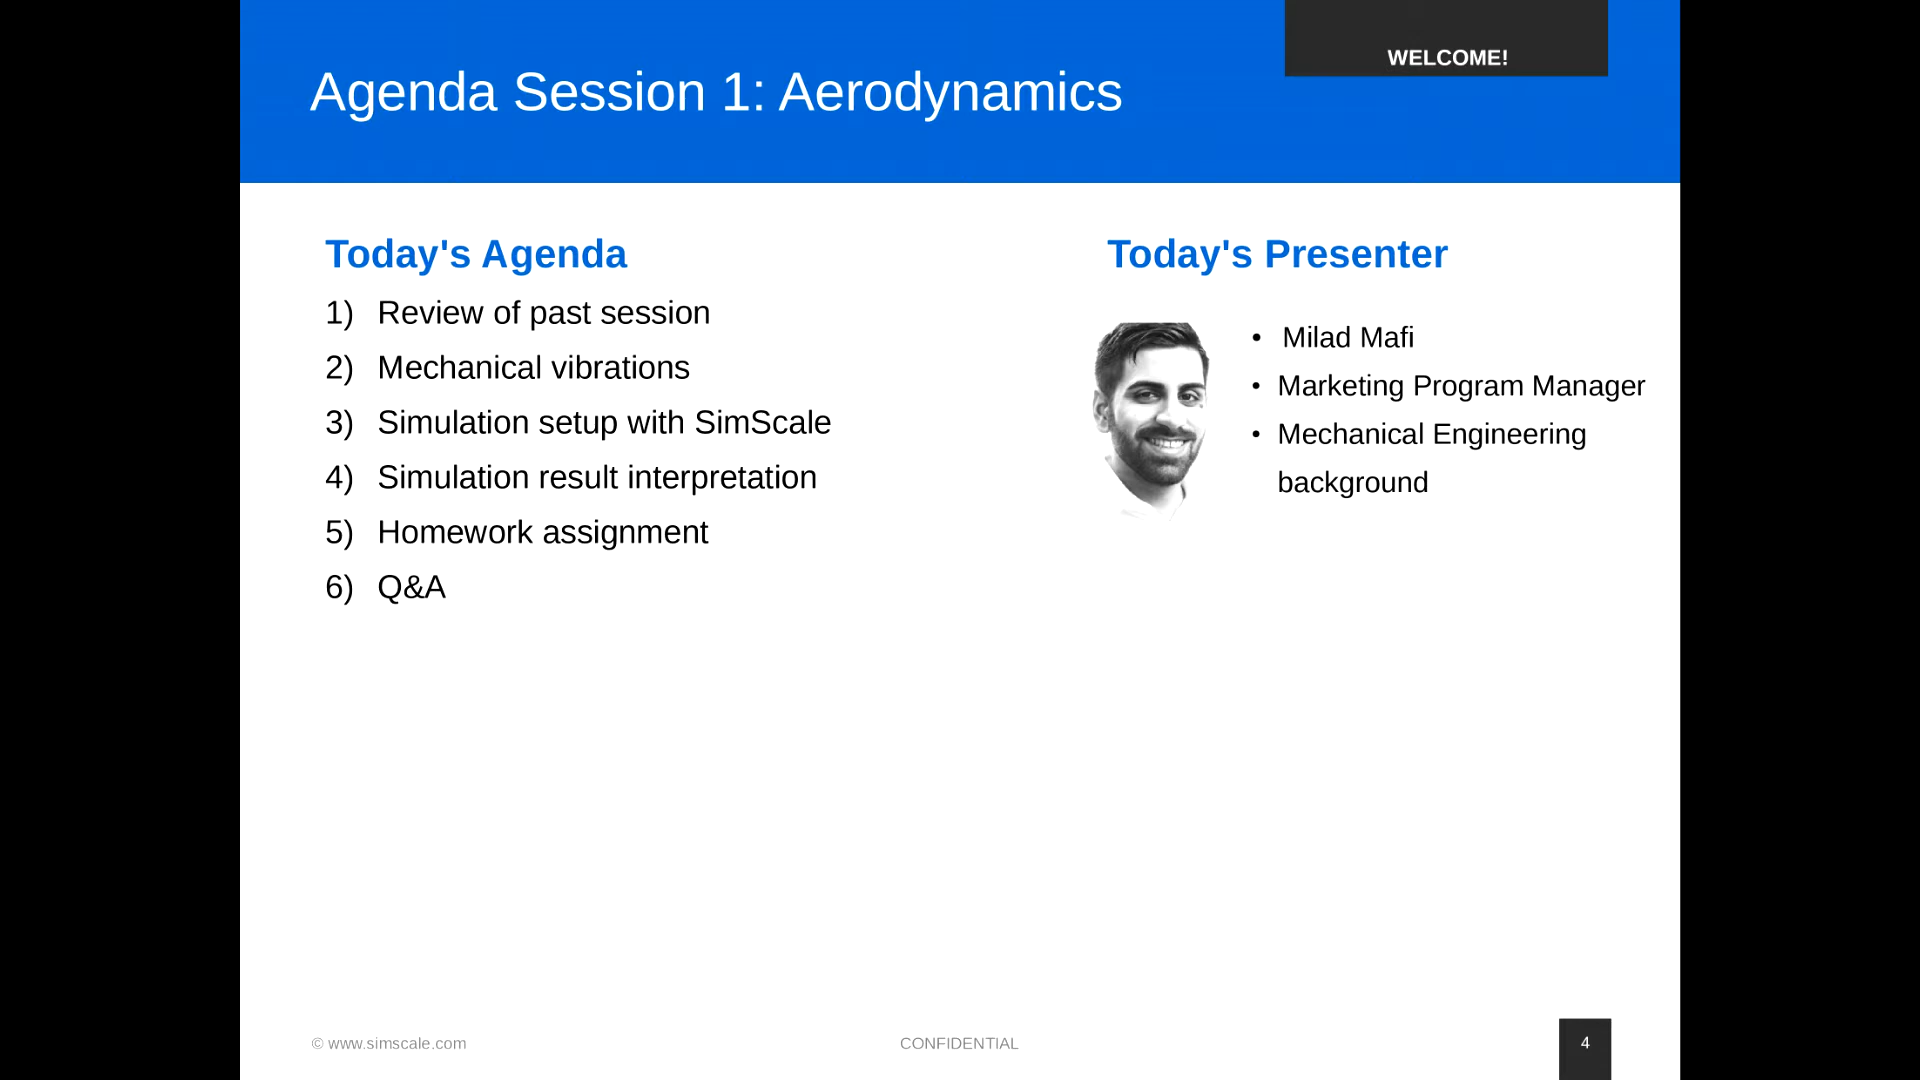 WELCOME!
Agenda Session 1: Aerodynamics
Today's Agenda
1) Review of past session
2) Mechanical vibrations
3) Simulation setup with SimScale
4) Simulation result interpretation
5) Homework assignment
6) Q&A
Today's Presenter
• Milad Mafi
• Marketing Program Manager
• Mechanical Engineering
background
© www.simscale.com
CONFIDENTIAL
4